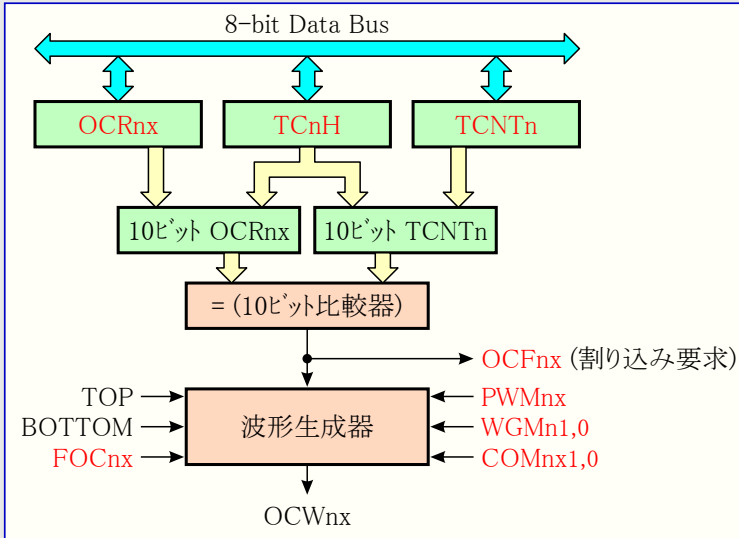 8-bit Data Bus
OCRnx
TCnH
TCNTn
10ビット OCRnx
10ビット TCNTn
= (10ビット比較器)
OCFnx (割り込み要求)
TOP
BOTTOM
FOCnx
波形生成器
PWMnx
WGMn1,0
COMnx1,0
OCWnx